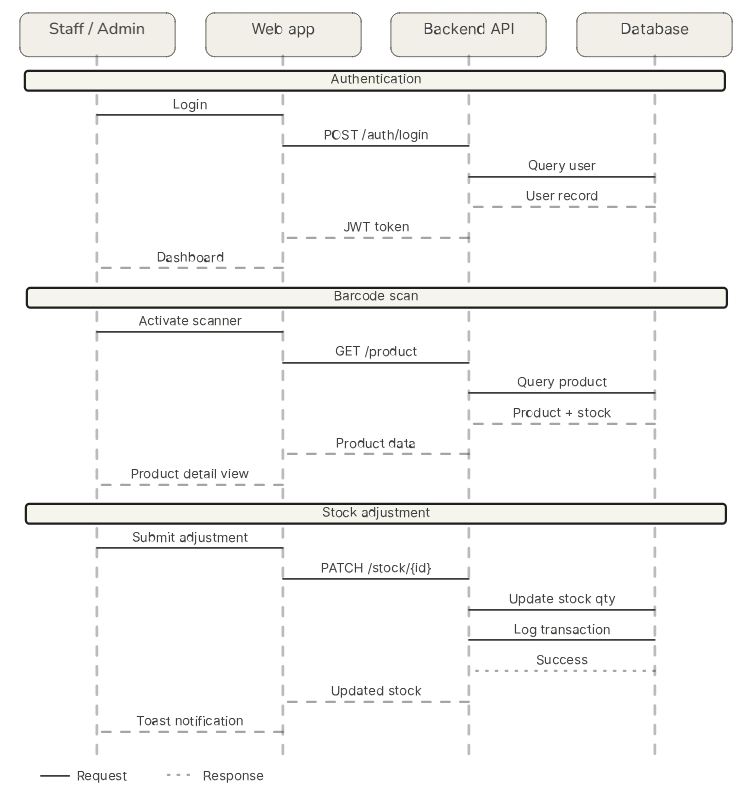 Staff / Admin
Web app
Backend API
Database
Authentication
Login
POST /auth/login
Query user
User record
JWT token
Dashboard
Barcode scan
Activate scanner
GET /product
Query product
Product + stock
Product data
Product detail view
Stock adjustment
Submit adjustment
PATCH /stock/{id}
Update stock qty
Log transaction
Success
Updated stock
Toast notification
Request
Response